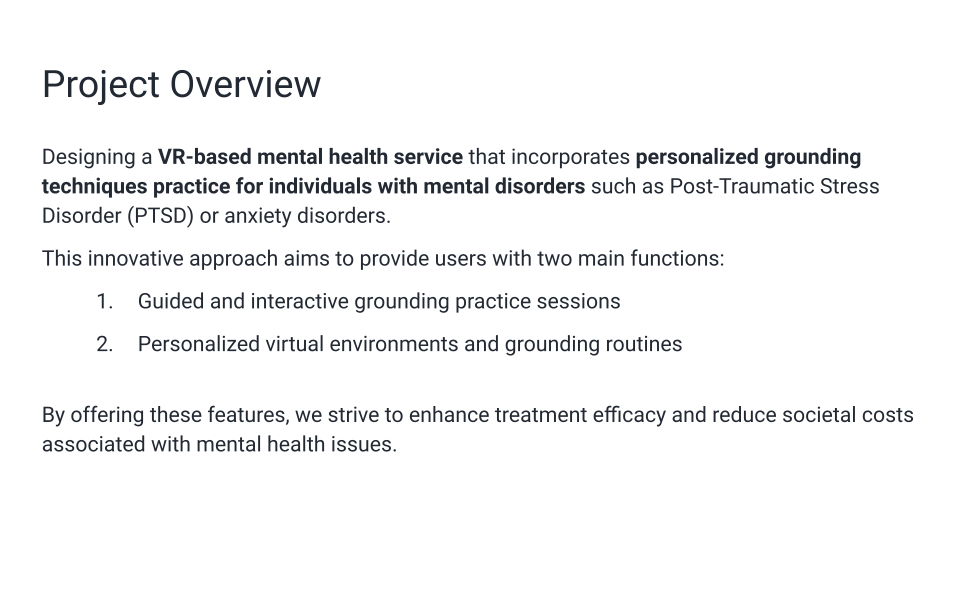 Project Overview
Designing a VR-based mental health service that incorporates personalized grounding
techniques practice for individuals with mental disorders such as Post-Traumatic Stress
Disorder (PTSD) or anxiety disorders.
This innovative approach aims to provide users with two main functions:
1. Guided and interactive grounding practice sessions
2. Personalized virtual environments and grounding routines
By offering these features, we strive to enhance treatment efficacy and reduce societal costs
associated with mental health issues.